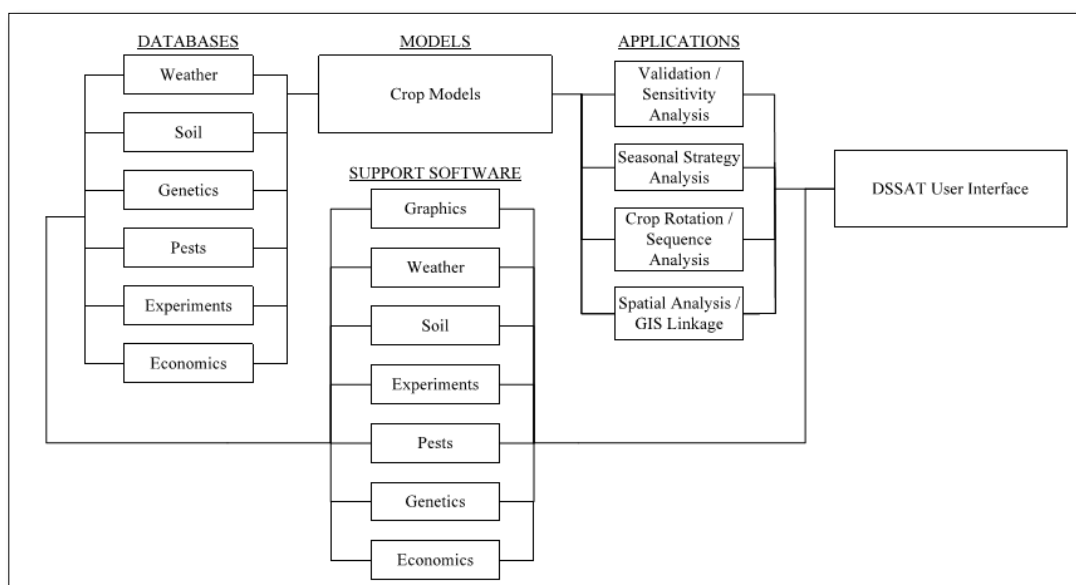 DATABASES
Weather
Soil
Genetics
Pests
Experiments
Economics
MODELS
Crop Models
SUPPORT SOFTWARE
Graphics
Weather
Soil
Experiments
Pests
Genetics
Economics
APPLICATIONS
Validation /
Sensitivity
Analysis
Seasonal Strategy
Analysis
Crop Rotation /
Sequence
Analysis
Spatial Analysis /
GIS Linkage
DSSAT User Interface